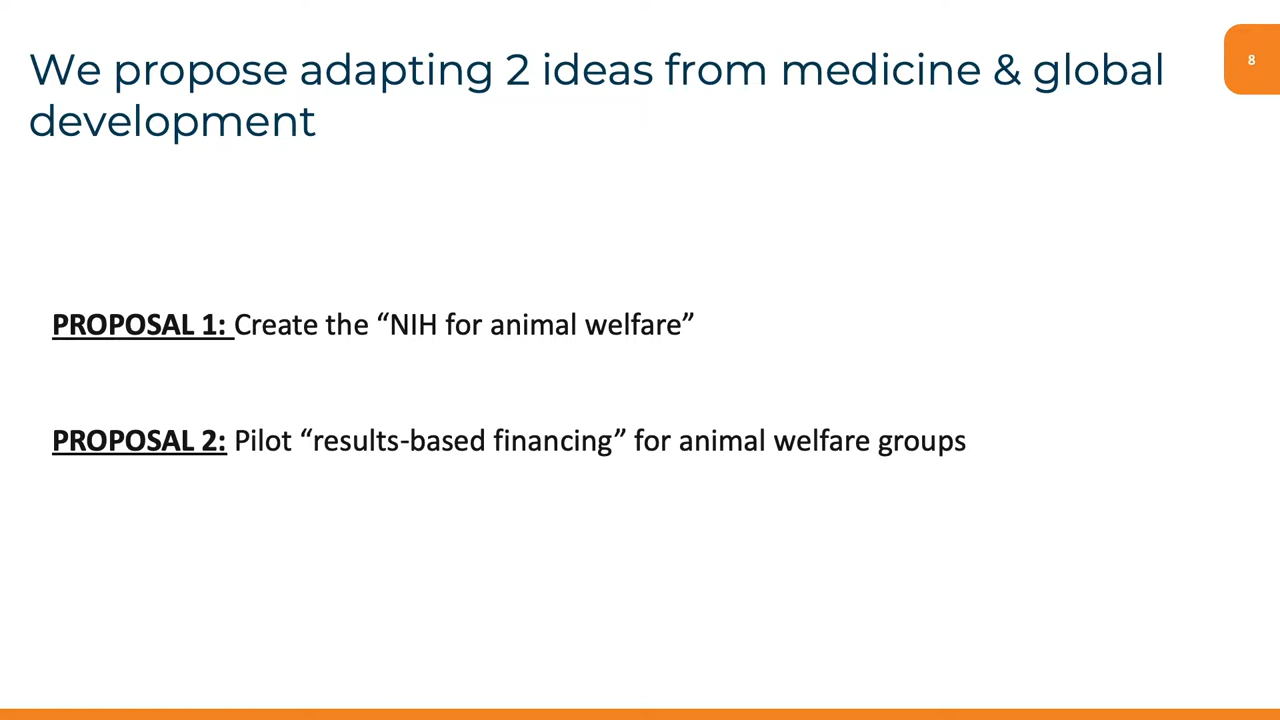 We propose adapting 2 ideas from medicine & global
development
8
PROPOSAL 1: Create the “NIH for animal welfare”
PROPOSAL 2: Pilot “results-based financing” for animal welfare groups